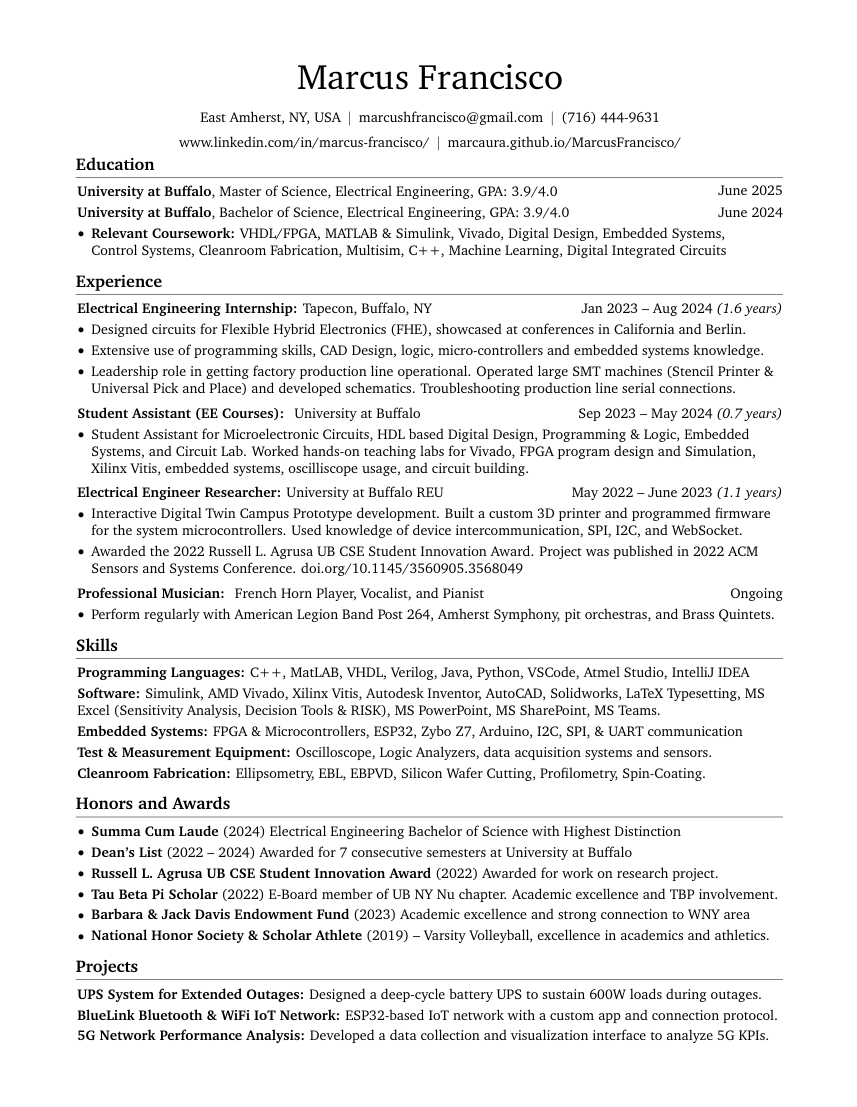 Marcus Francisco
East Amherst, NY, USA | marcushfrancisco@gmail.com | (716) 444-9631
www.linkedin.com/in/marcus-francisco/ | marcaura.github.io/MarcusFrancisco/
Education
University at Buffalo, Master of Science, Electrical Engineering, GPA: 3.9/4.0 June 2025
University at Buffalo, Bachelor of Science, Electrical Engineering, GPA: 3.9/4.0 June 2024
• Relevant Coursework: VHDL/FPGA, MATLAB & Simulink, Vivado, Digital Design, Embedded Systems,
Control Systems, Cleanroom Fabrication, Multisim, C++, Machine Learning, Digital Integrated Circuits
Experience
Electrical Engineering Internship: Tapecon, Buffalo, NY Jan 2023 – Aug 2024 (1.6 years)
• Designed circuits for Flexible Hybrid Electronics (FHE), showcased at conferences in California and Berlin.
• Extensive use of programming skills, CAD Design, logic, micro-controllers and embedded systems knowledge.
• Leadership role in getting factory production line operational. Operated large SMT machines (Stencil Printer &
Universal Pick and Place) and developed schematics. Troubleshooting production line serial connections.
Student Assistant (EE Courses): University at Buffalo Sep 2023 – May 2024 (0.7 years)
• Student Assistant for Microelectronic Circuits, HDL based Digital Design, Programming & Logic, Embedded
Systems, and Circuit Lab. Worked hands-on teaching labs for Vivado, FPGA program design and Simulation,
Xilinx Vitis, embedded systems, oscilliscope usage, and circuit building.
Electrical Engineer Researcher: University at Buffalo REU May 2022 – June 2023 (1.1 years)
• Interactive Digital Twin Campus Prototype development. Built a custom 3D printer and programmed firmware
for the system microcontrollers. Used knowledge of device intercommunication, SPI, I2C, and WebSocket.
• Awarded the 2022 Russell L. Agrusa UB CSE Student Innovation Award. Project was published in 2022 ACM
Sensors and Systems Conference. doi.org/10.1145/3560905.3568049
Professional Musician: French Horn Player, Vocalist, and Pianist Ongoing
• Perform regularly with American Legion Band Post 264, Amherst Symphony, pit orchestras, and Brass Quintets.
Skills
Programming Languages: C++, MatLAB, VHDL, Verilog, Java, Python, VSCode, Atmel Studio, IntelliJ IDEA
Software: Simulink, AMD Vivado, Xilinx Vitis, Autodesk Inventor, AutoCAD, Solidworks, LaTeX Typesetting, MS
Excel (Sensitivity Analysis, Decision Tools & RISK), MS PowerPoint, MS SharePoint, MS Teams.
Embedded Systems: FPGA & Microcontrollers, ESP32, Zybo Z7, Arduino, I2C, SPI, & UART communication
Test & Measurement Equipment: Oscilloscope, Logic Analyzers, data acquisition systems and sensors.
Cleanroom Fabrication: Ellipsometry, EBL, EBPVD, Silicon Wafer Cutting, Profilometry, Spin-Coating.
Honors and Awards
• Summa Cum Laude (2024) Electrical Engineering Bachelor of Science with Highest Distinction
• Dean's List (2022 – 2024) Awarded for 7 consecutive semesters at University at Buffalo
• Russell L. Agrusa UB CSE Student Innovation Award (2022) Awarded for work on research project.
• Tau Beta Pi Scholar (2022) E-Board member of UB NY Nu chapter. Academic excellence and TBP involvement.
• Barbara & Jack Davis Endowment Fund (2023) Academic excellence and strong connection to WNY area
• National Honor Society & Scholar Athlete (2019) – Varsity Volleyball, excellence in academics and athletics.
Projects
UPS System for Extended Outages: Designed a deep-cycle battery UPS to sustain 600W loads during outages.
BlueLink Bluetooth & WiFi IoT Network: ESP32-based IoT network with a custom app and connection protocol.
5G Network Performance Analysis: Developed a data collection and visualization interface to analyze 5G KPIs.